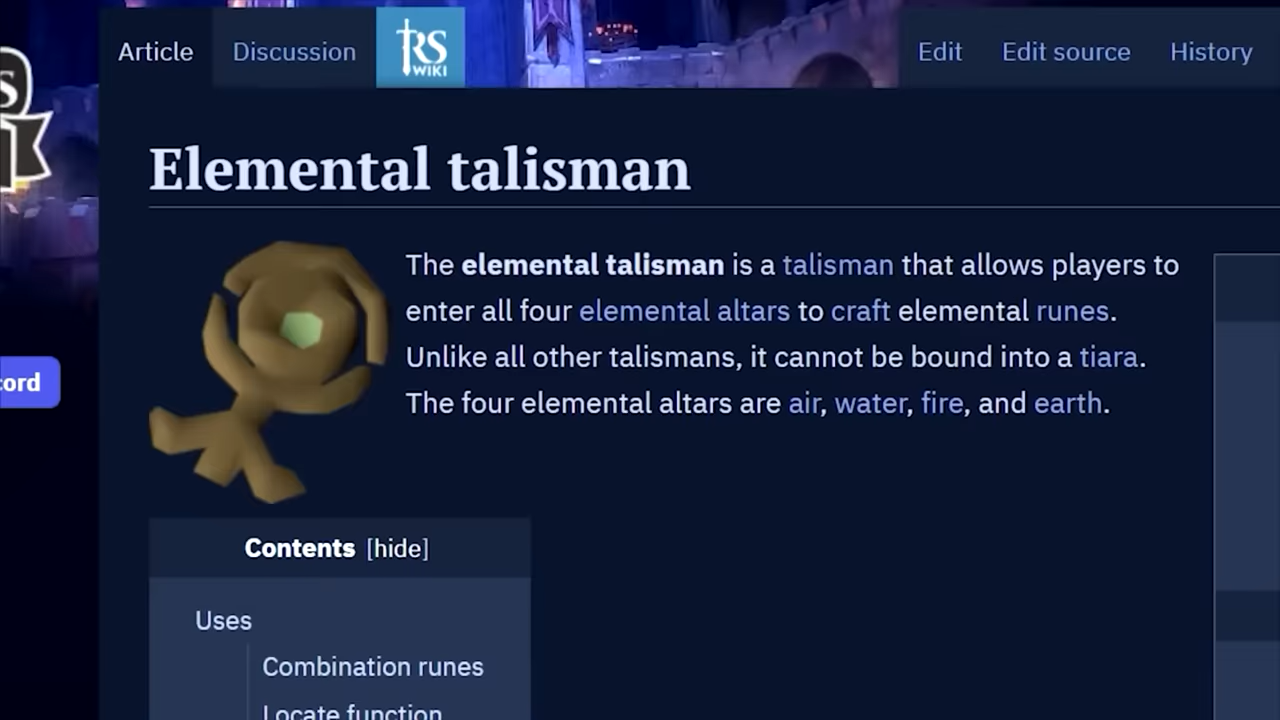 Article Discussion RS WIKI Edit Edit source History
S
Elemental talisman
The elemental talisman is a talisman that allows players to
enter all four elemental altars to craft elemental runes.
Unlike all other talismans, it cannot be bound into a tiara.
The four elemental altars are air, water, fire, and earth.
cord
Contents [hide]
Uses
Combination runes
Locate function